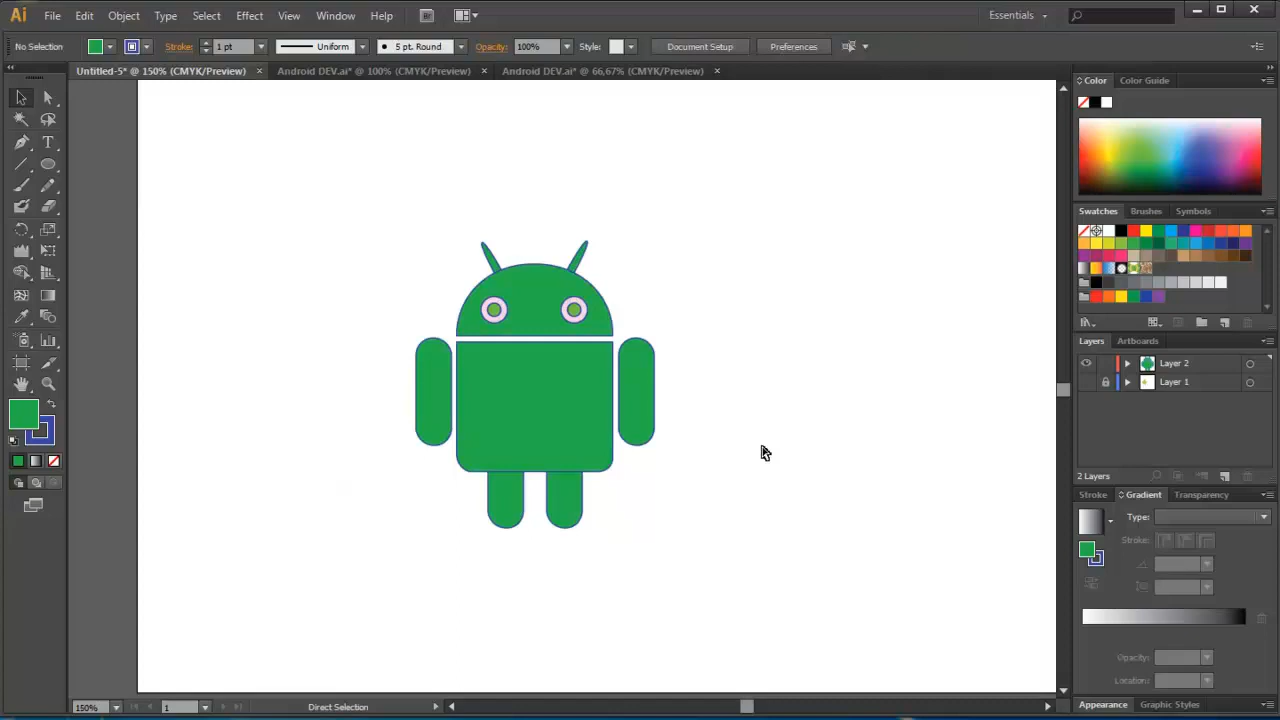 Ai File Edit Object Type Select Effect View Window Help Br Essentials
No Selection Stroke: 1 pt Uniform 5 pt. Round Opacity: 100% Style: Document Setup Preferences
Untitled-5* @ 150% (CMYK/Preview) Android DEV.ai* @ 100% (CMYK/Preview) Android DEV.ai* @ 66,67% (CMYK/Preview)
Color Color Guide
Swatches Brushes Symbols
Layers Artboards
Layer 2
Layer 1
2 Layers
Stroke Gradient Transparency
Type:
Stroke:
Opacity:
Location:
Appearance Graphic Styles
150% 1 Direct Selection